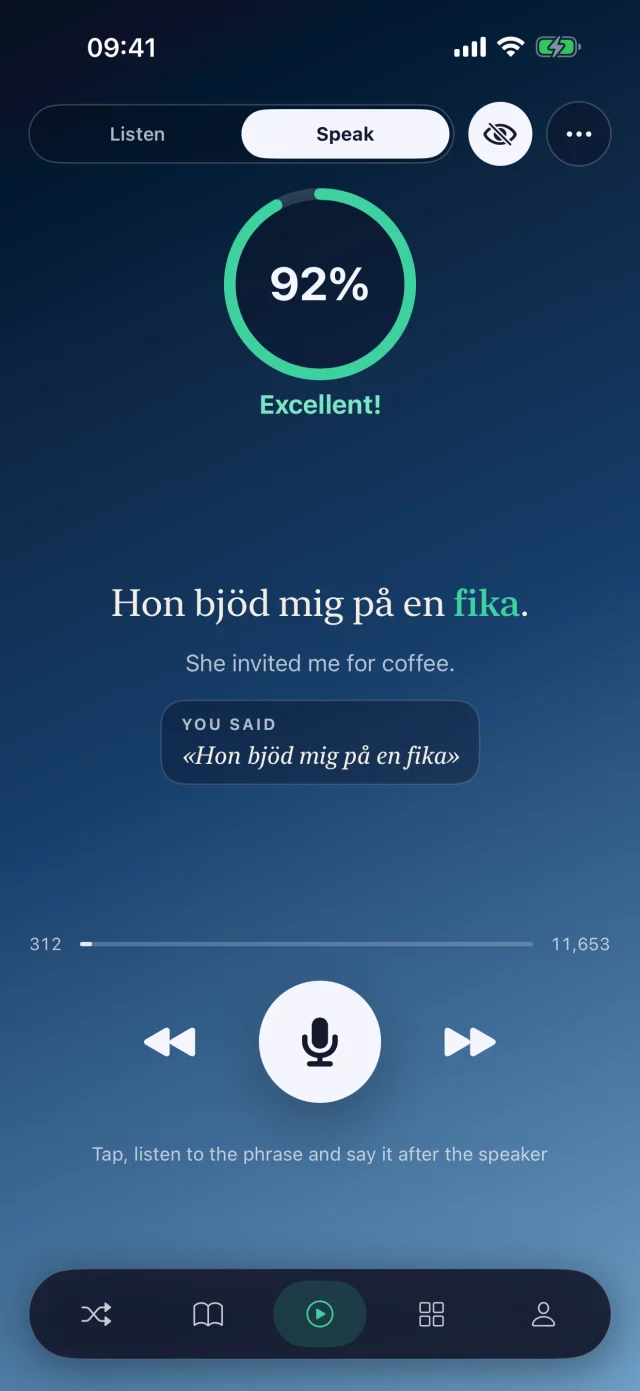 09:41
Listen
Speak
92%
Excellent!
Hon bjöd mig på en fika.
She invited me for coffee.
YOU SAID
«Hon bjöd mig på en fika»
312
11,653
Tap, listen to the phrase and say it after the speaker